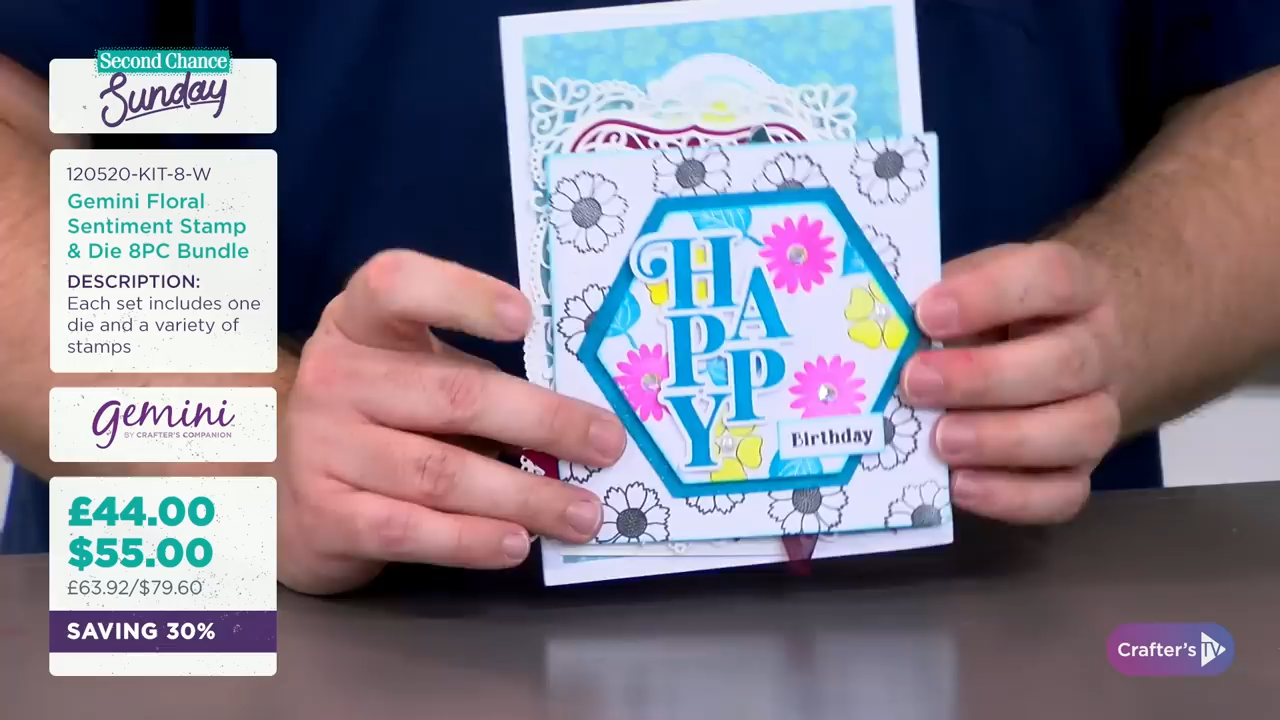 Second Chance
Sunday
120520-KIT-8-W
Gemini Floral
Sentiment Stamp
& Die 8PC Bundle
DESCRIPTION:
Each set includes one
die and a variety of
stamps
gemini
BY CRAFTER'S COMPANION
£44.00
$55.00
£63.92/$79.60
SAVING 30%
HAPPY
Birthday
Crafter's TV